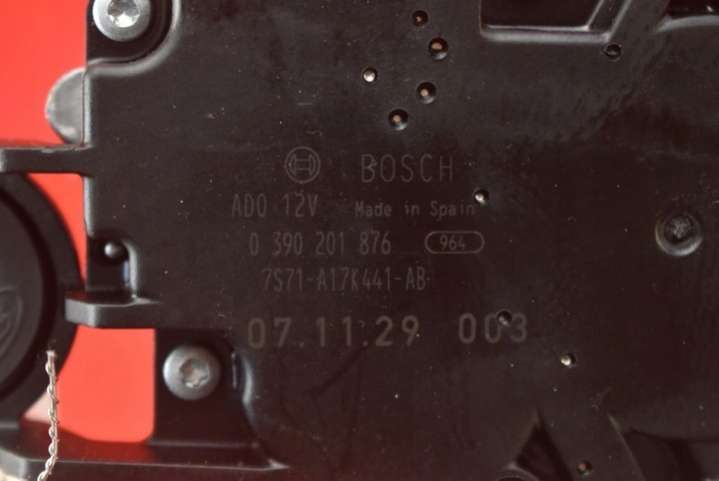 BOSCH
ADO 12V Made in Spain
0 390 201 876 964
7S71-A17K441-AB
07.11.29 003